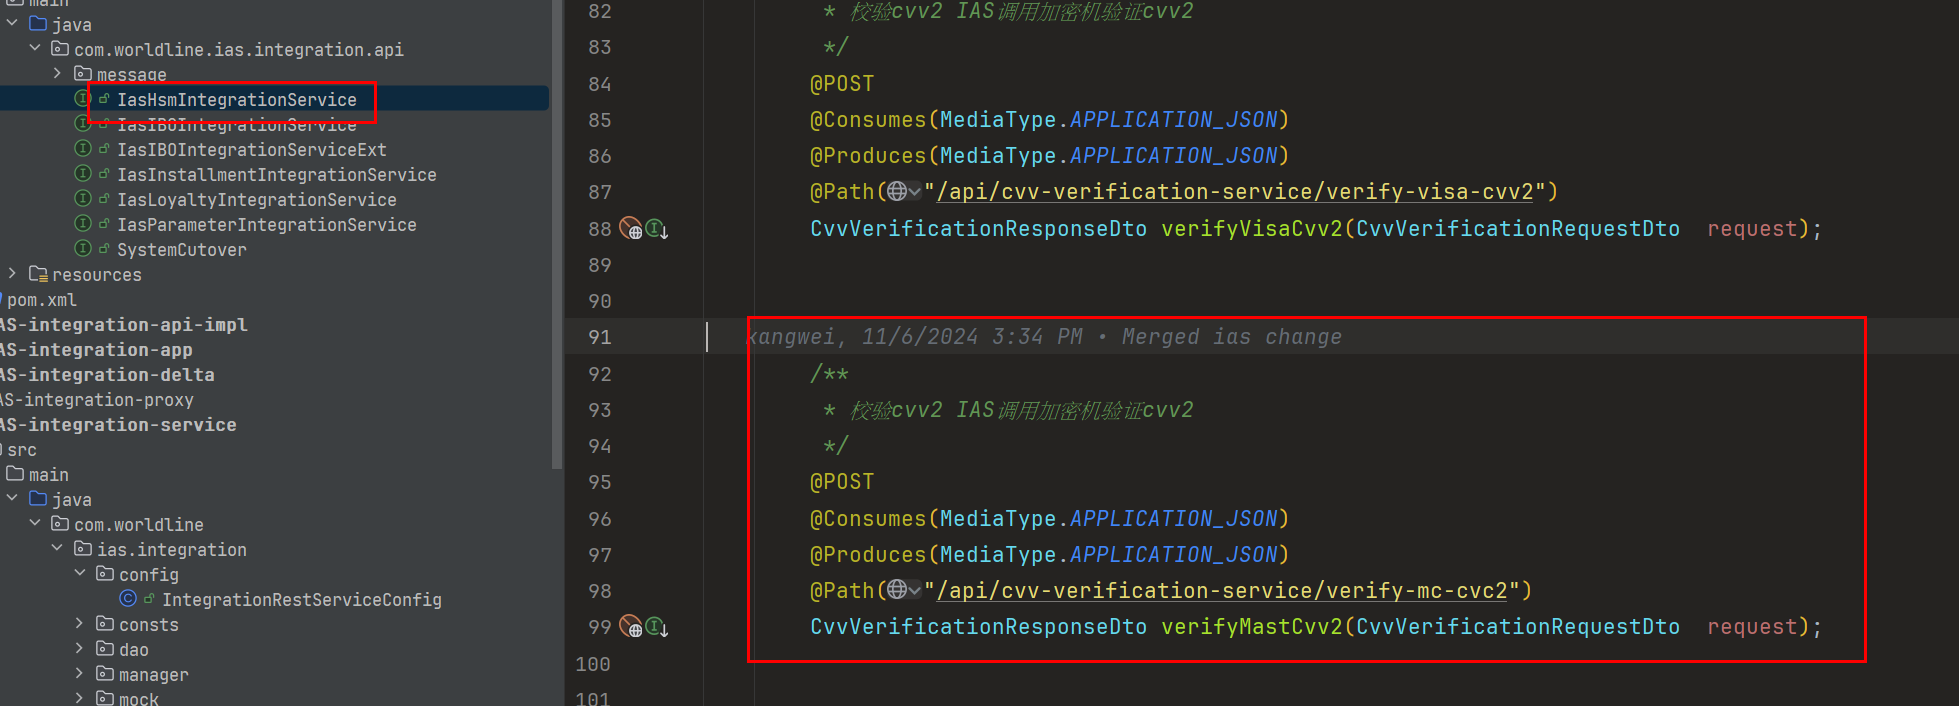 main
java
com.worldline.ias.integration.api
message
IasHsmIntegrationService
IasIBOIntegrationService
IasIBOIntegrationServiceExt
IasInstallmentIntegrationService
IasLoyaltyIntegrationService
IasParameterIntegrationService
SystemCutover
resources
pom.xml
AS-integration-api-impl
AS-integration-app
AS-integration-delta
AS-integration-proxy
AS-integration-service
src
main
java
com.worldline
ias.integration
config
IntegrationRestServiceConfig
consts
dao
manager
mock
82 * 校验cvv2 IAS调用加密机验证cvv2
83 */
84 @POST
85 @Consumes(MediaType.APPLICATION_JSON)
86 @Produces(MediaType.APPLICATION_JSON)
87 @Path("/api/cvv-verification-service/verify-visa-cvv2")
88 CvvVerificationResponseDto verifyVisaCvv2(CvvVerificationRequestDto request);
89
90
91 kangwei, 11/6/2024 3:34 PM • Merged ias change
92 /**
93 * 校验cvv2 IAS调用加密机验证cvv2
94 */
95 @POST
96 @Consumes(MediaType.APPLICATION_JSON)
97 @Produces(MediaType.APPLICATION_JSON)
98 @Path("/api/cvv-verification-service/verify-mc-cvc2")
99 CvvVerificationResponseDto verifyMastCvv2(CvvVerificationRequestDto request);
100
101